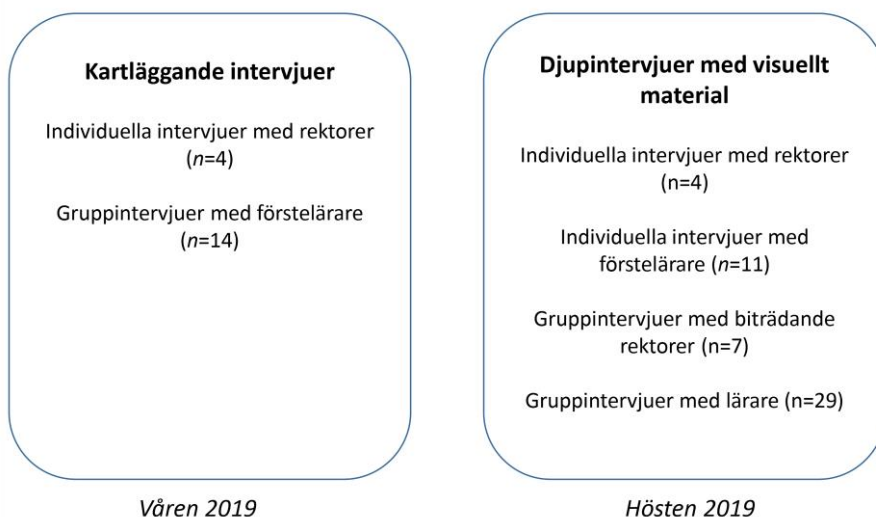 Kartläggande intervjuer
Individuella intervjuer med rektorer
(n=4)
Gruppintervjuer med förstelärare
(n=14)
Våren 2019
Djupintervjuer med visuellt
material
Individuella intervjuer med rektorer
(n=4)
Individuella intervjuer med
förstelärare (n=11)
Gruppintervjuer med biträdande
rektorer (n=7)
Gruppintervjuer med lärare (n=29)
Hösten 2019